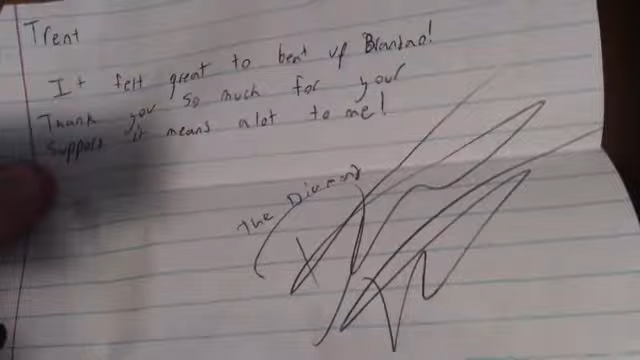 Trent
It felt great to beat up Brandao!
Thank you so much for your
support it means alot to me!
The Diamond